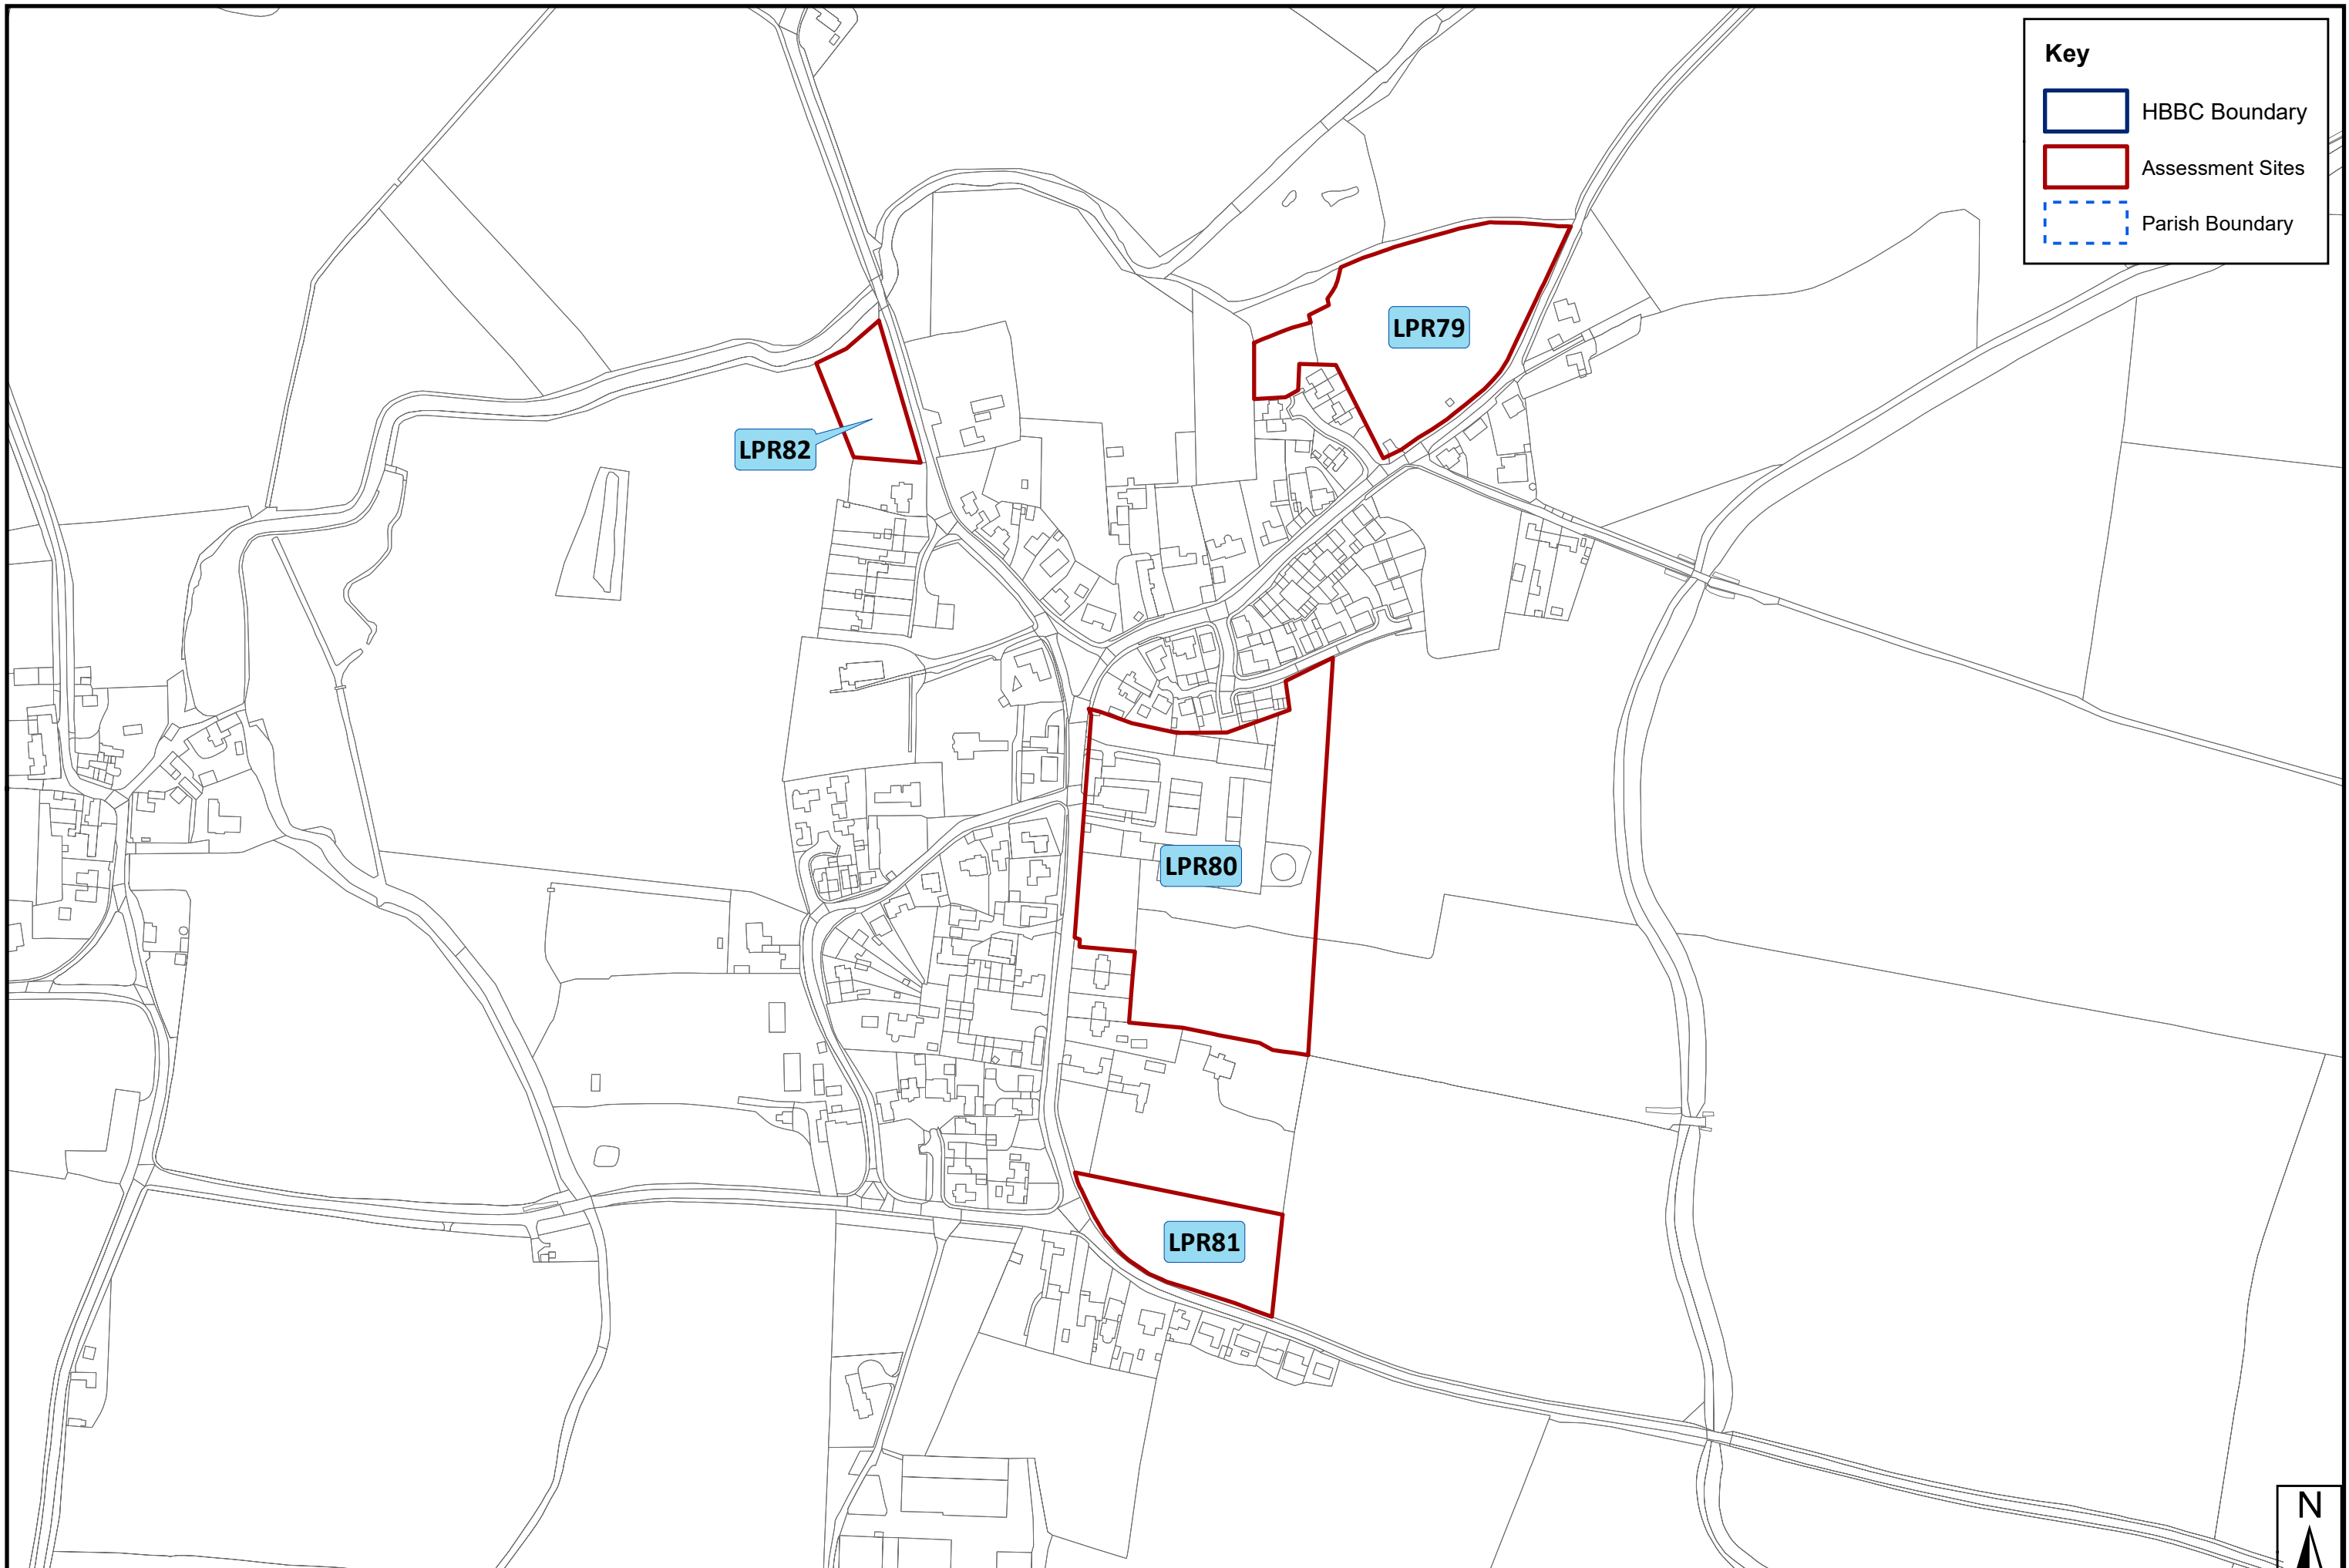 Key
HBBC Boundary
Assessment Sites
Parish Boundary
LPR79
LPR82
LPR80
LPR81
N